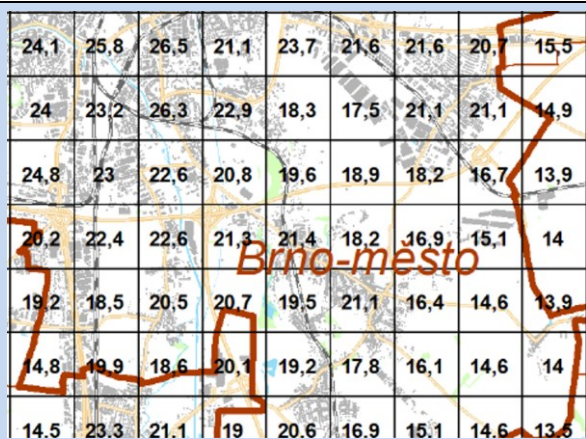 24,1 25,8 26,5 21,1 23,7 21,6 21,6 20,7 15,5
24 23,2 26,3 22,9 18,3 17,5 21,1 21,1 14,9
24,8 23 22,6 20,8 19,6 18,9 18,2 16,7 13,9
20,2 22,4 22,6 21,3 21,4 18,2 16,9 15,1 14
Brno-město
19,2 18,5 20,5 20,7 19,5 21,1 16,4 14,6 13,9
14,8 19,9 18,6 20,1 19,2 17,8 16,1 14,6 14
14,5 23,3 21,1 19 20,6 16,9 15,1 14,6 13,5